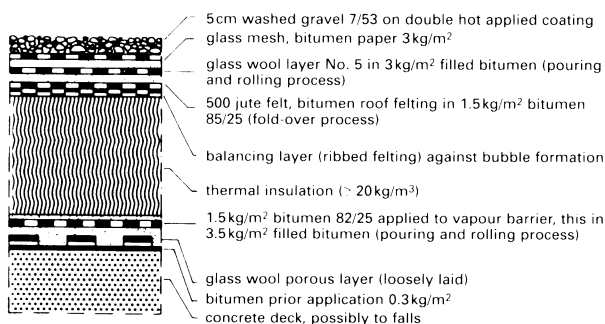 5cm washed gravel 7/53 on double hot applied coating
glass mesh, bitumen paper 3kg/m²
glass wool layer No. 5 in 3kg/m² filled bitumen (pouring
and rolling process)
500 jute felt, bitumen roof felting in 1.5kg/m² bitumen
85/25 (fold-over process)
balancing layer (ribbed felting) against bubble formation
thermal insulation (≥ 20kg/m³)
1.5kg/m² bitumen 82/25 applied to vapour barrier, this in
3.5kg/m² filled bitumen (pouring and rolling process)
glass wool porous layer (loosely laid)
bitumen prior application 0.3kg/m²
concrete deck, possibly to falls